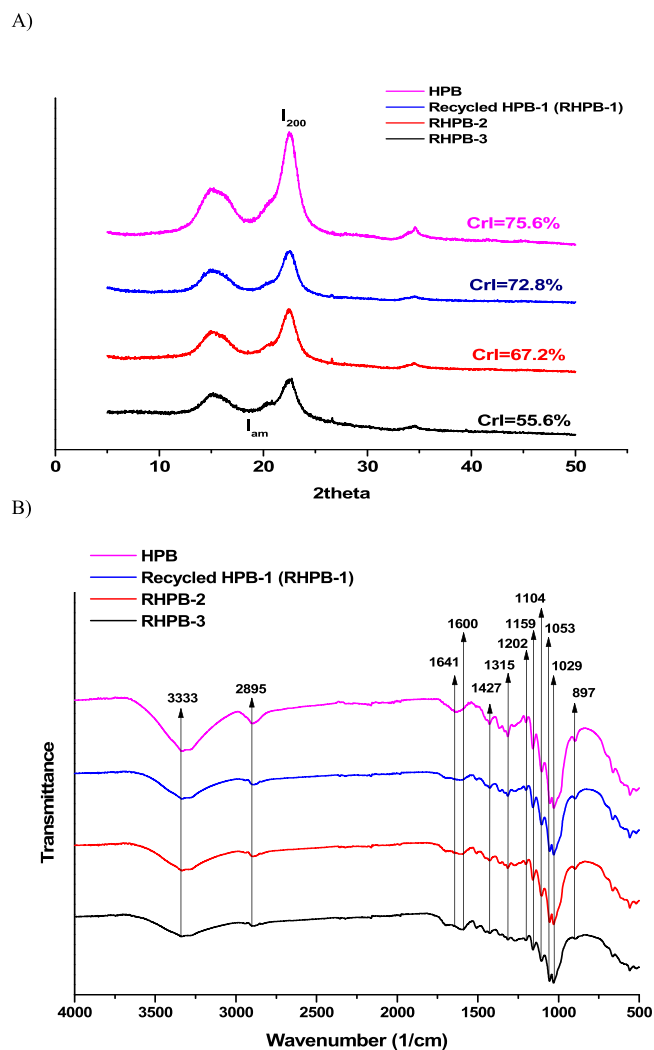 A)
HPB
Recycled HPB-1 (RHPB-1)
RHPB-2
RHPB-3
I200
CrI=75.6%
CrI=72.8%
CrI=67.2%
CrI=55.6%
Iam
0 10 20 30 40 50
2theta
B)
HPB
Recycled HPB-1 (RHPB-1)
RHPB-2
RHPB-3
1104
1600 1159 1053
1641 1202
1315 1029
3333 2895 1427 897
Transmittance
4000 3500 3000 2500 2000 1500 1000 500
Wavenumber (1/cm)